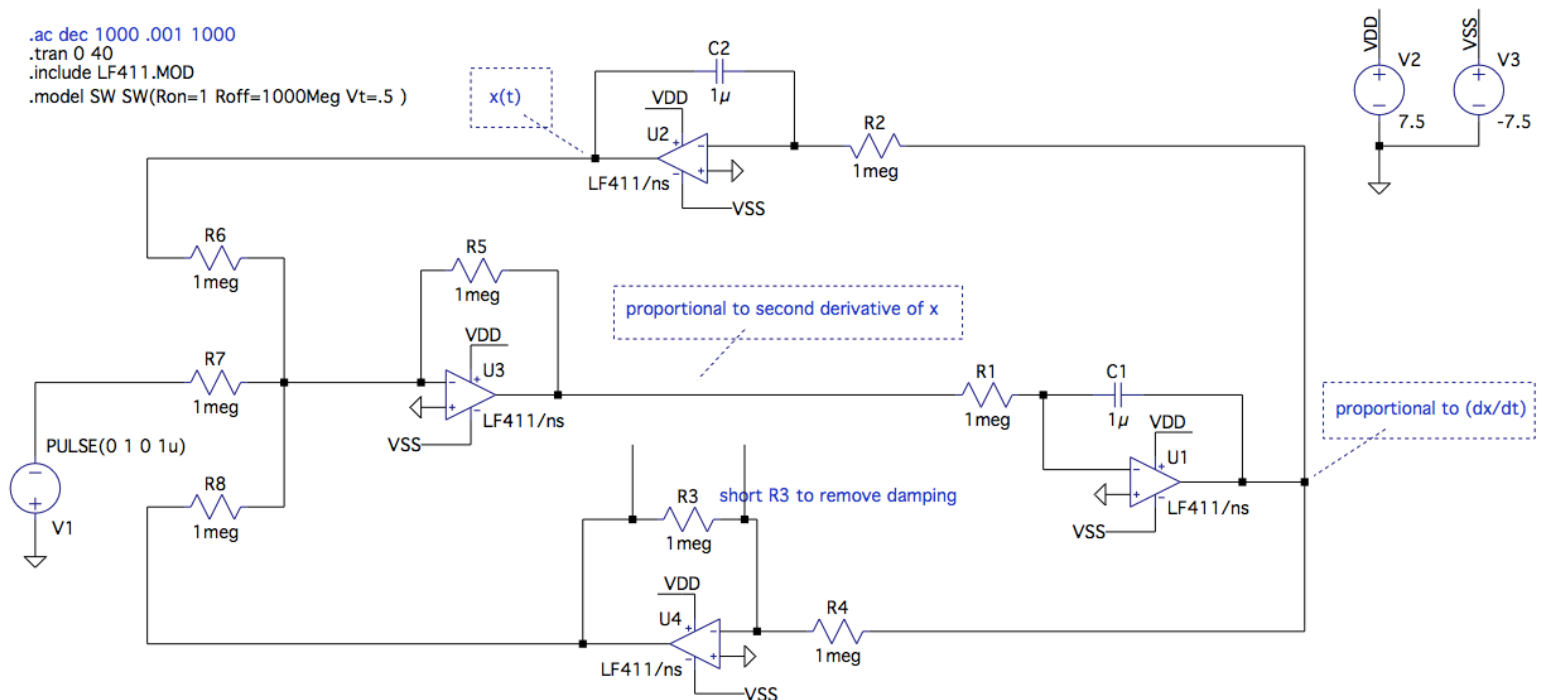 .ac dec 1000 .001 1000
.tran 0 40
.include LF411.MOD
.model SW SW(Ron=1 Roff=1000Meg Vt=.5 )
x(t)
C2
1µ
VDD
U2
LF411/ns
VSS
R2
1meg
VDD
V2
7.5
VSS
V3
-7.5
R6
1meg
R5
1meg
proportional to second derivative of x
VDD
U3
LF411/ns
VSS
R7
1meg
R1
1meg
C1
1µ
VDD
U1
LF411/ns
VSS
proportional to (dx/dt)
PULSE(0 1 0 1u)
V1
R8
1meg
R3
1meg
short R3 to remove damping
VDD
U4
LF411/ns
VSS
R4
1meg